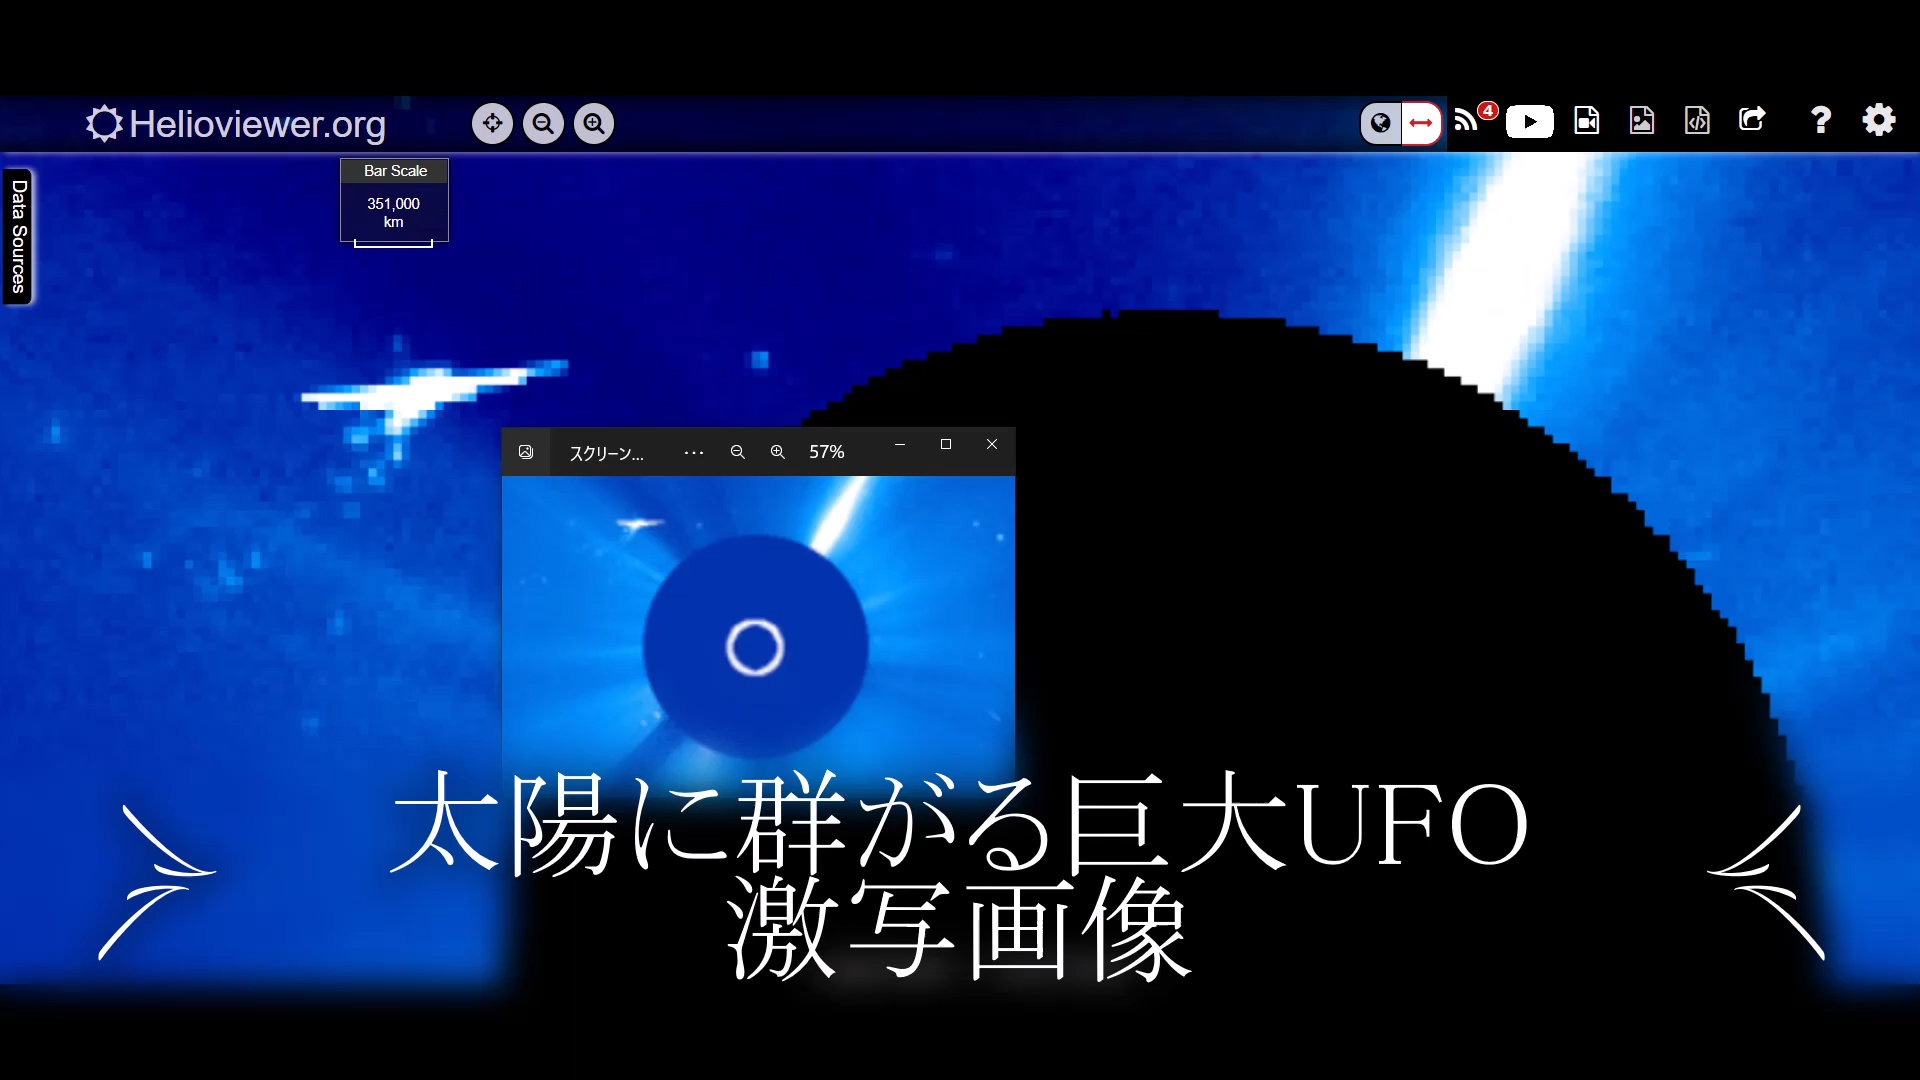 Helioviewer.org
4
Bar Scale
351,000
km
Data Sources
スクリーン...
57%
太陽に群がる巨大UFO
激写画像